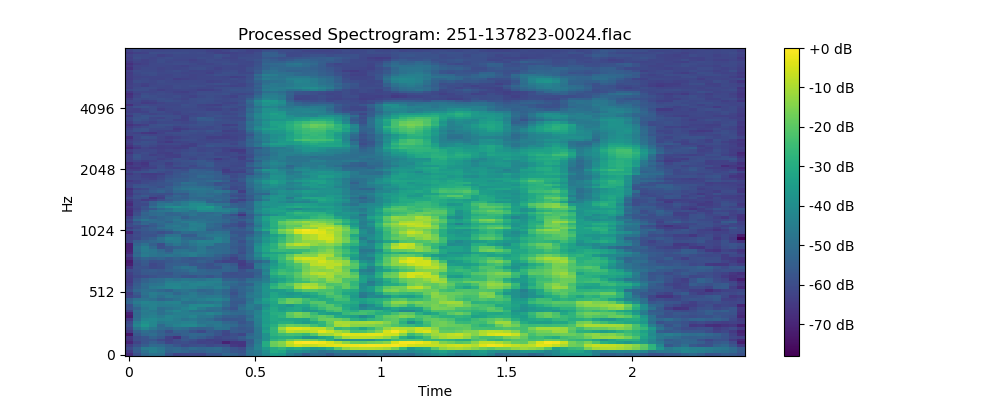 Processed Spectrogram: 251-137823-0024.flac
Hz
4096
2048
1024
512
0
0
0.5
1
1.5
2
Time
+0 dB
-10 dB
-20 dB
-30 dB
-40 dB
-50 dB
-60 dB
-70 dB